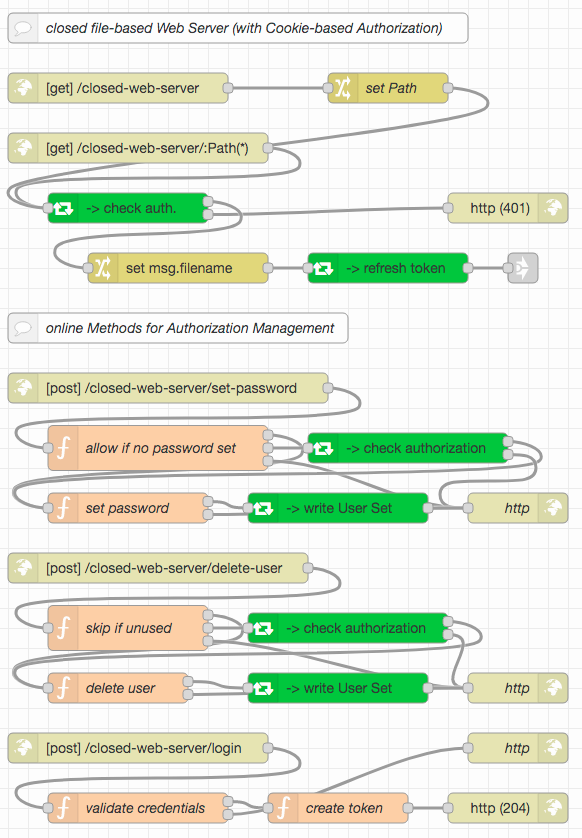 closed file-based Web Server (with Cookie-based Authorization)
[get] /closed-web-server
set Path
[get] /closed-web-server/:Path(*)
-> check auth.
http (401)
set msg.filename
-> refresh token
online Methods for Authorization Management
[post] /closed-web-server/set-password
allow if no password set
-> check authorization
set password
-> write User Set
http
[post] /closed-web-server/delete-user
skip if unused
-> check authorization
delete user
-> write User Set
http
[post] /closed-web-server/login
http
validate credentials
create token
http (204)